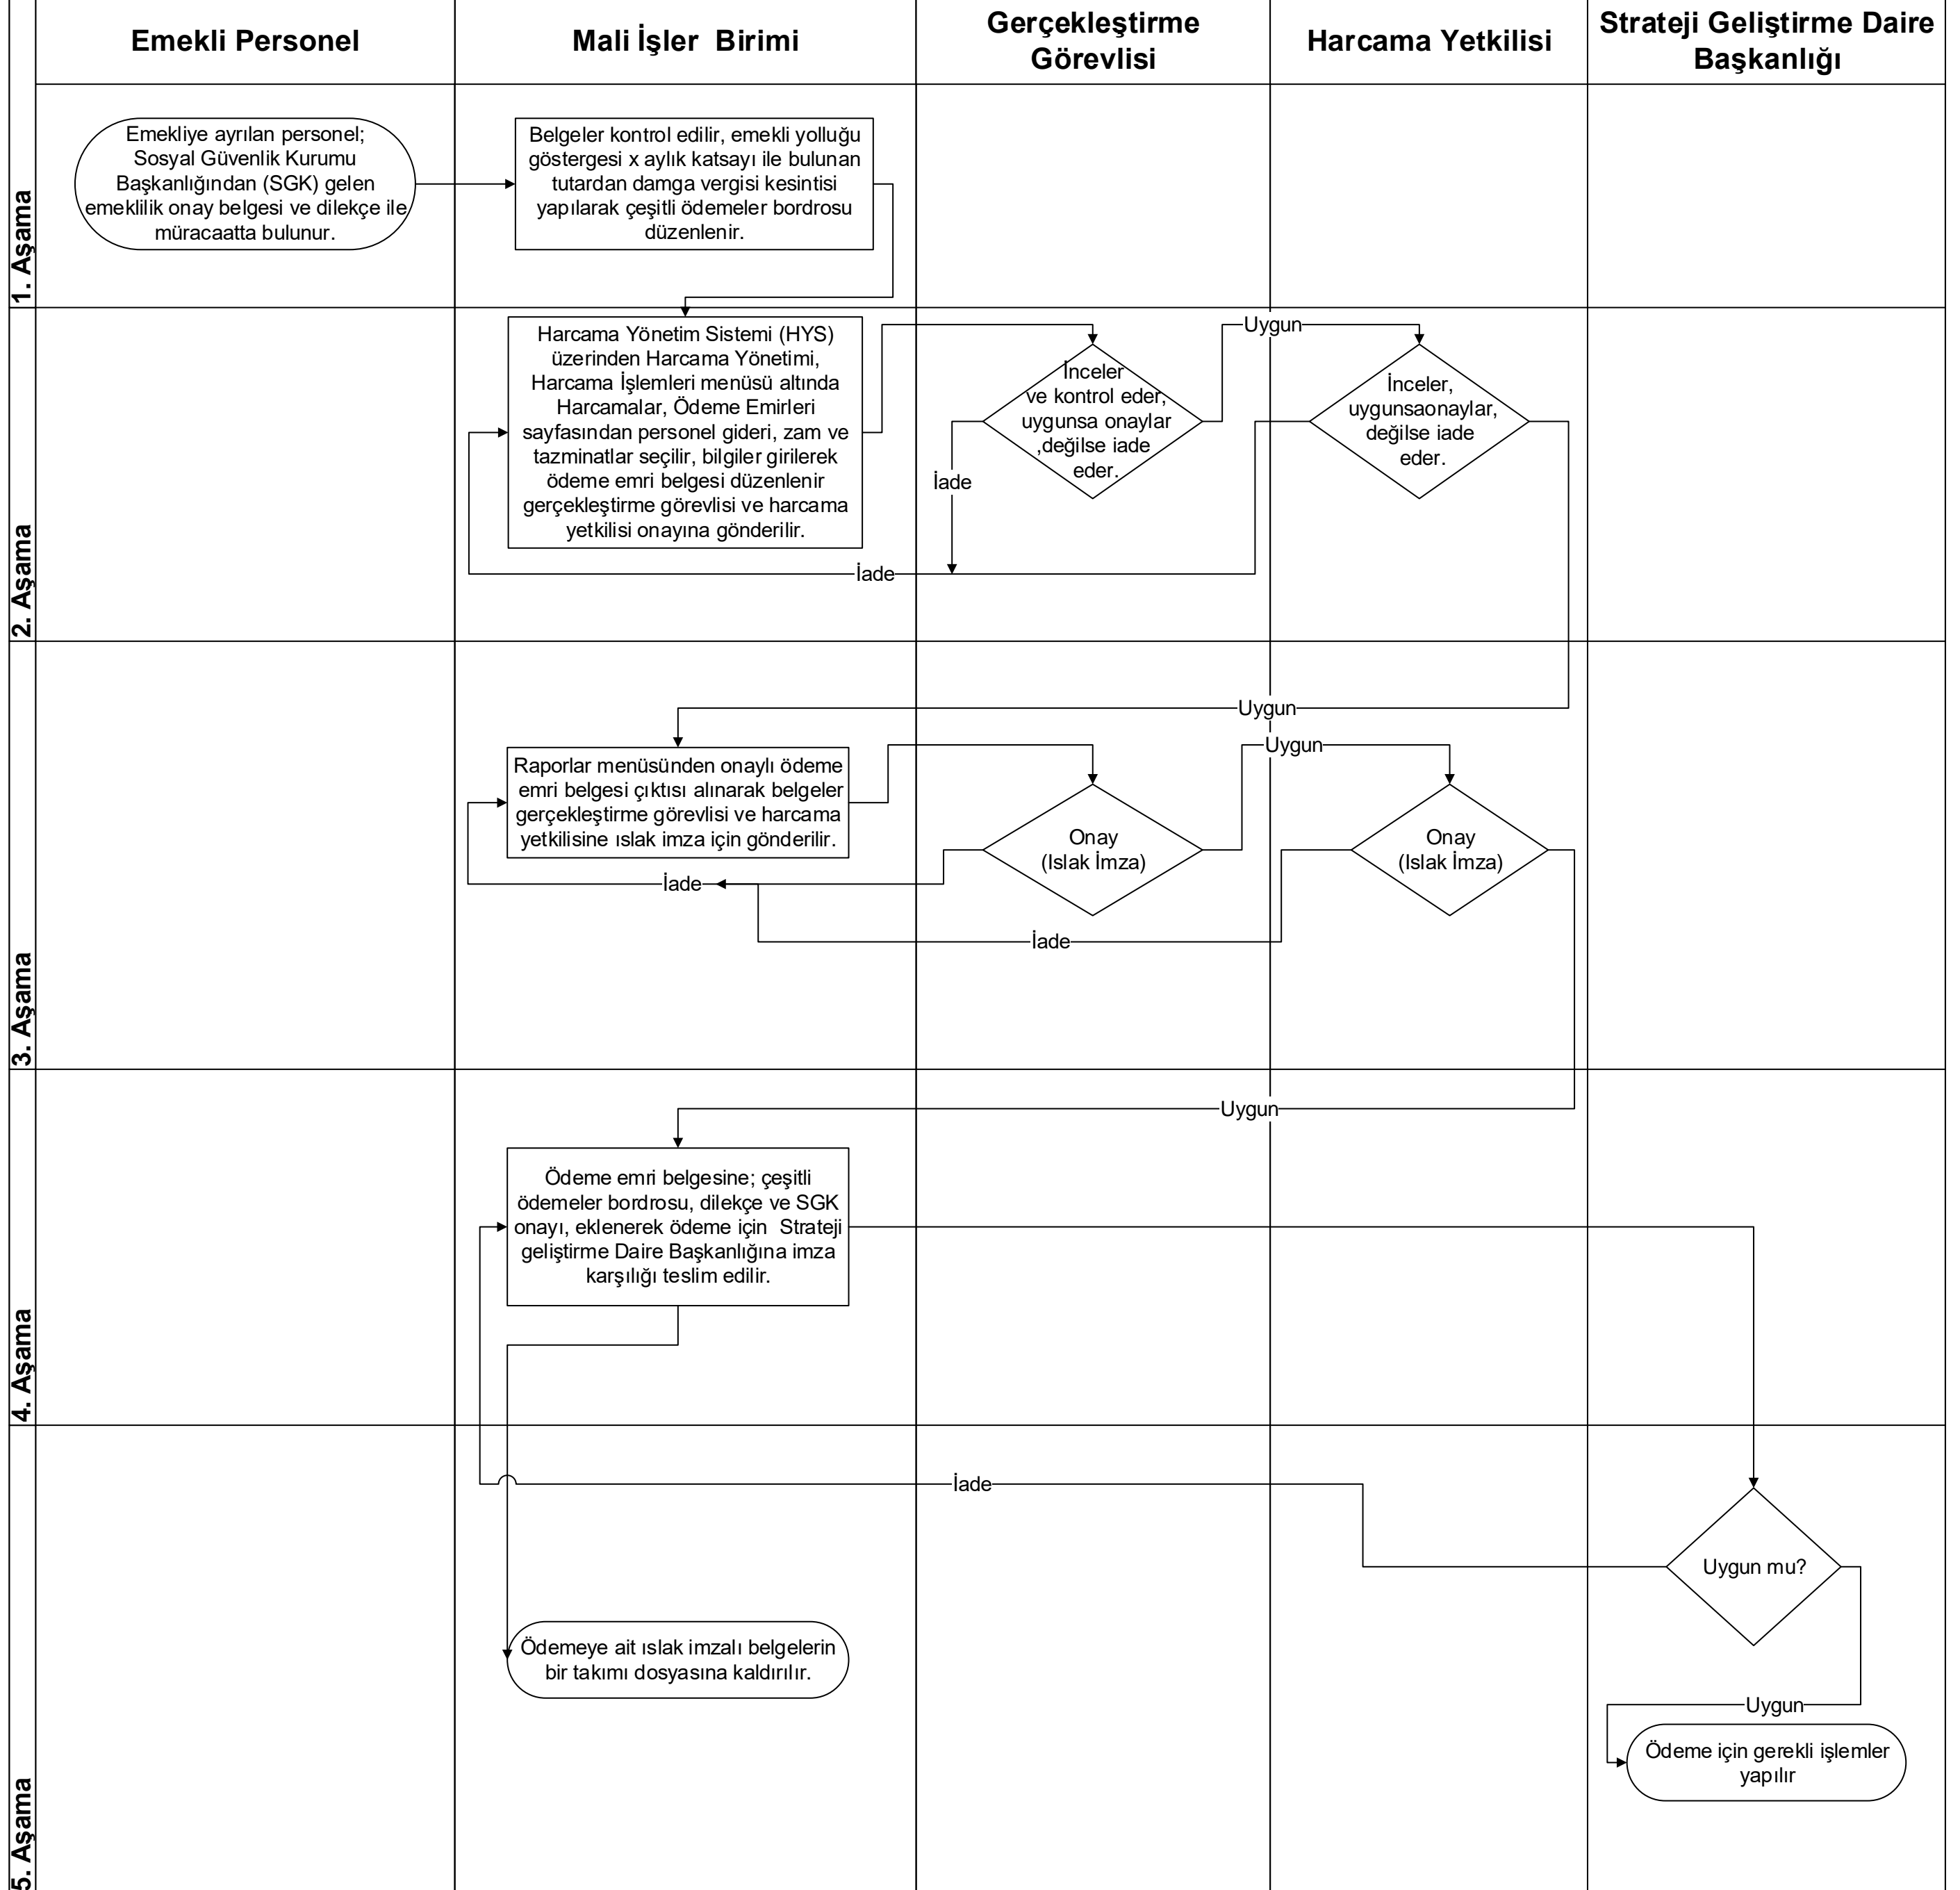 Emekli Personel
Mali İşler  Birimi
Gerçekleştirme
Görevlisi
Harcama Yetkilisi
Strateji Geliştirme Daire
Başkanlığı
1. Aşama
Emekliye ayrılan personel;
Sosyal Güvenlik Kurumu
Başkanlığından (SGK) gelen
emeklilik onay belgesi ve dilekçe ile
müracaatta bulunur.
Belgeler kontrol edilir, emekli yolluğu
göstergesi x aylık katsayı ile bulunan
tutardan damga vergisi kesintisi
yapılarak çeşitli ödemeler bordrosu
düzenlenir.
2. Aşama
Harcama Yönetim Sistemi (HYS)
üzerinden Harcama Yönetimi,
Harcama İşlemleri menüsü altında
Harcamalar, Ödeme Emirleri
sayfasından personel gideri, zam ve
tazminatlar seçilir, bilgiler girilerek
ödeme emri belgesi düzenlenir
gerçekleştirme görevlisi ve harcama
yetkilisi onayına gönderilir.
İnceler
ve kontrol eder,
uygunsa onaylar
,değilse iade
eder.
Uygun
İnceler,
uygunsaonaylar,
değilse iade
eder.
İade
İade
3. Aşama
Uygun
Raporlar menüsünden onaylı ödeme
emri belgesi çıktısı alınarak belgeler
gerçekleştirme görevlisi ve harcama
yetkilisine ıslak imza için gönderilir.
Onay
(Islak İmza)
Uygun
Onay
(Islak İmza)
İade
İade
4. Aşama
Uygun
Ödeme emri belgesine; çeşitli
ödemeler bordrosu, dilekçe ve SGK
onayı, eklenerek ödeme için  Strateji
geliştirme Daire Başkanlığına imza
karşılığı teslim edilir.
5. Aşama
İade
Uygun mu?
Ödemeye ait ıslak imzalı belgelerin
bir takımı dosyasına kaldırılır.
Uygun
Ödeme için gerekli işlemler
yapılır